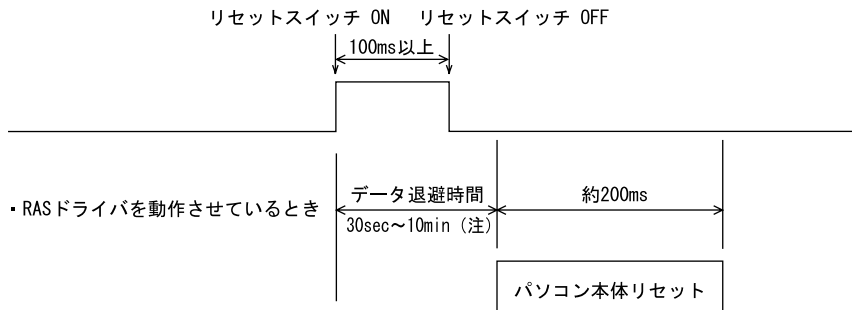 リセットスイッチ ON リセットスイッチ OFF
100ms以上
・RASドライバを動作させているとき
データ退避時間
約200ms
30sec～10min（注）
パソコン本体リセット